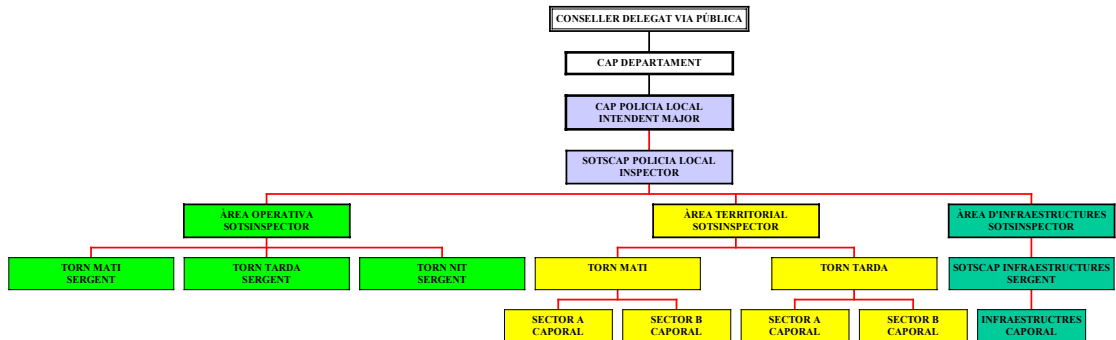 CONSELLER DELEGAT VIA PÚBLICA
CAP DEPARTAMENT
CAP POLICIA LOCAL
INTENDENT MAJOR
SOTSCAP POLICIA LOCAL
INSPECTOR
ÀREA OPERATIVA
SOTSINSPECTOR
ÀREA TERRITORIAL
SOTSINSPECTOR
ÀREA D'INFRAESTRUCTURES
SOTSINSPECTOR
TORN MATI
SERGENT
TORN TARDA
SERGENT
TORN NIT
SERGENT
TORN MATI
TORN TARDA
SOTSCAP INFRAESTRUCTURES
SERGENT
SECTOR A
CAPORAL
SECTOR B
CAPORAL
SECTOR A
CAPORAL
SECTOR B
CAPORAL
INFRAESTRUCTRES
CAPORAL